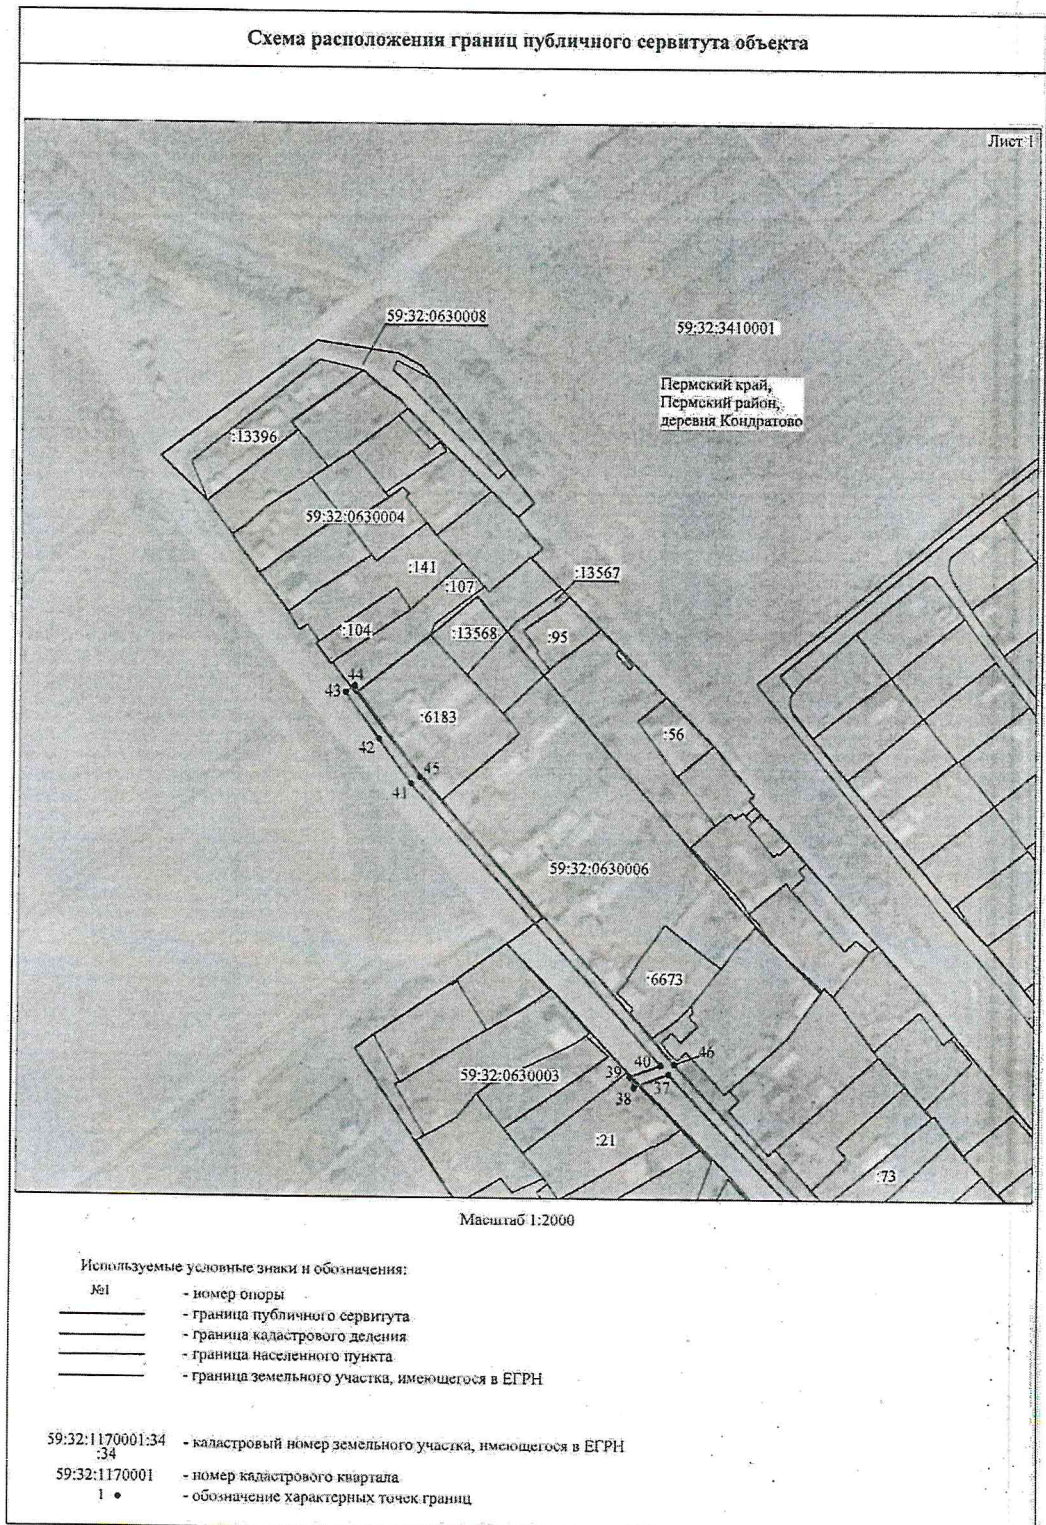 Схема расположения границ публичного сервитута объекта
Лист 1
59:32:0630008
59:32:3410001
Пермский край,
Пермский район,
деревня Кондратово
:13396
59:32:0630004
:141
:107
:13567
:104
:13568
:95
44
43
:6183
42
:56
45
41
59:32:0630006
:6673
40
46
39
37
59:32:0630003
38
:21
:73
Масштаб 1:2000
Используемые условные знаки и обозначения:
№1 - номер опоры
- граница публичного сервитута
- граница кадастрового деления
- граница населенного пункта
- граница земельного участка, имеющегося в ЕГРН
59:32:1170001:34 - кадастровый номер земельного участка, имеющегося в ЕГРН
:34
59:32:1170001 - номер кадастрового квартала
1 • - обозначение характерных точек границ